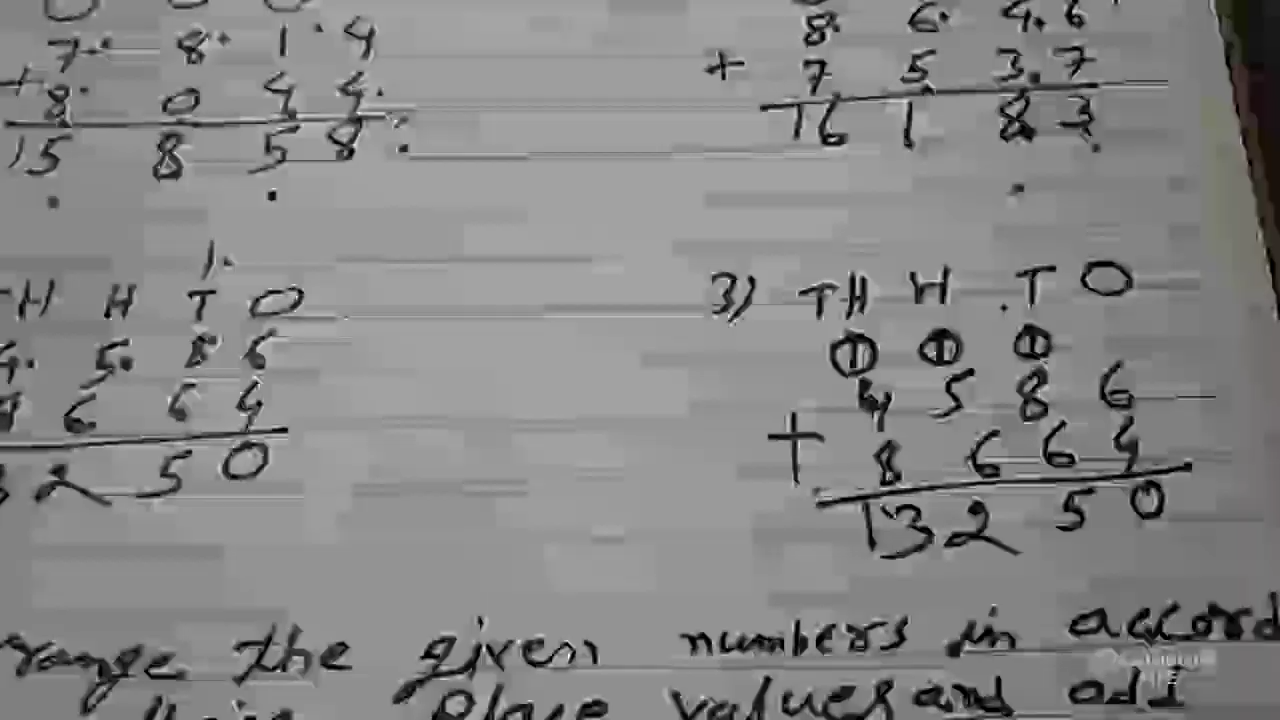 7 8 1 4
+ 8 0 4 4
15 8 5 8
8 6 4 6
+ 7 5 3 7
16 1 8 3
1
H T O
5 8 6
6 6 4
2 5 0
3) TH H T O
1 1 1
4 5 8 6
+ 8 6 6 4
13 2 5 0
the given numbers in accord
Place values and add